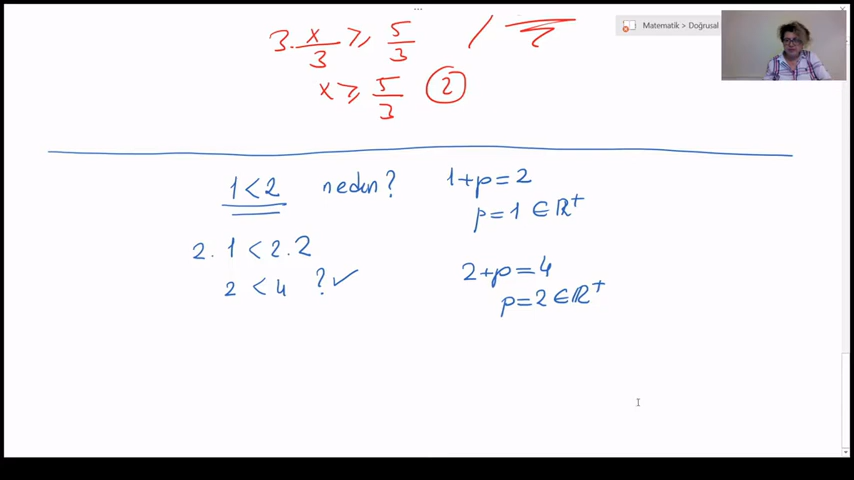 Matematik > Doğrusal
3. x/3 ≥ 5/3 /
x ≥ 5/3 2
1 < 2 neden? 1+p=2
p=1 ∈ ℝ⁺
2. 1 < 2. 2
2+p=4
2 < 4 ? ✓
p=2 ∈ ℝ⁺